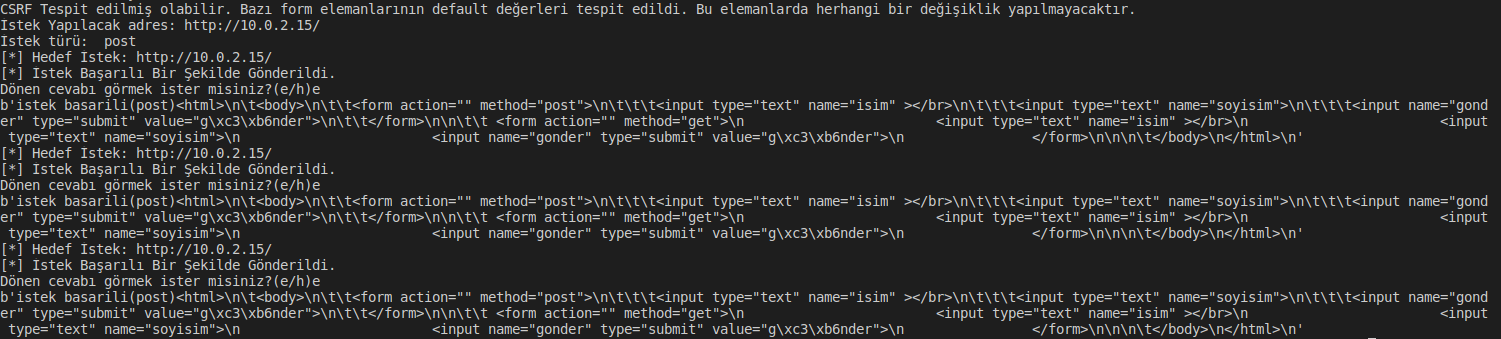 CSRF Tespit edilmiş olabilir. Bazı form elemanlarının default değerleri tespit edildi. Bu elemanlarda herhangi bir değişiklik yapılmayacaktır.
Istek Yapılacak adres: http://10.0.2.15/
Istek türü:  post
[*] Hedef Istek: http://10.0.2.15/
[*] Istek Başarılı Bir Şekilde Gönderildi.
Dönen cevabı görmek ister misiniz?(e/h)e
b'istek basarili(post)<html>\n\t<body>\n\t\t<form action="" method="post">\n\t\t\t<input type="text" name="isim" ></br>\n\t\t\t<input type="text" name="soyisim">\n\t\t\t<input name="gond
er" type="submit" value="g\xc3\xb6nder">\n\t\t</form>\n\n\t\t <form action="" method="get">\n                        <input type="text" name="isim" ></br>\n                        <input
 type="text" name="soyisim">\n                        <input name="gonder" type="submit" value="g\xc3\xb6nder">\n                </form>\n\n\n\t</body>\n</html>\n'
[*] Hedef Istek: http://10.0.2.15/
[*] Istek Başarılı Bir Şekilde Gönderildi.
Dönen cevabı görmek ister misiniz?(e/h)e
b'istek basarili(post)<html>\n\t<body>\n\t\t<form action="" method="post">\n\t\t\t<input type="text" name="isim" ></br>\n\t\t\t<input type="text" name="soyisim">\n\t\t\t<input name="gond
er" type="submit" value="g\xc3\xb6nder">\n\t\t</form>\n\n\t\t <form action="" method="get">\n                        <input type="text" name="isim" ></br>\n                        <input
 type="text" name="soyisim">\n                        <input name="gonder" type="submit" value="g\xc3\xb6nder">\n                </form>\n\n\n\t</body>\n</html>\n'
[*] Hedef Istek: http://10.0.2.15/
[*] Istek Başarılı Bir Şekilde Gönderildi.
Dönen cevabı görmek ister misiniz?(e/h)e
b'istek basarili(post)<html>\n\t<body>\n\t\t<form action="" method="post">\n\t\t\t<input type="text" name="isim" ></br>\n\t\t\t<input type="text" name="soyisim">\n\t\t\t<input name="gond
er" type="submit" value="g\xc3\xb6nder">\n\t\t</form>\n\n\t\t <form action="" method="get">\n                        <input type="text" name="isim" ></br>\n                        <input
 type="text" name="soyisim">\n                        <input name="gonder" type="submit" value="g\xc3\xb6nder">\n                </form>\n\n\n\t</body>\n</html>\n'